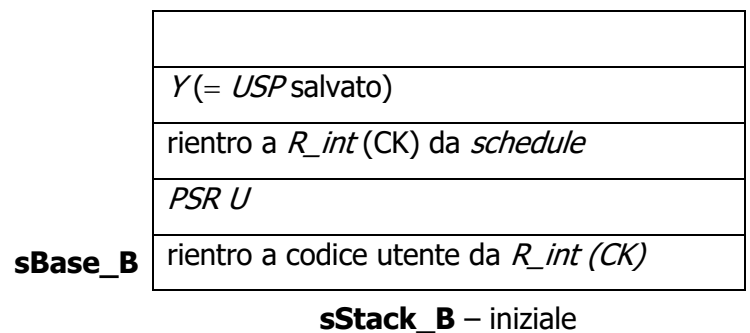 Y (= USP salvato)
rientro a R_int (CK) da schedule
PSR U
sBase_B rientro a codice utente da R_int (CK)
sStack_B – iniziale